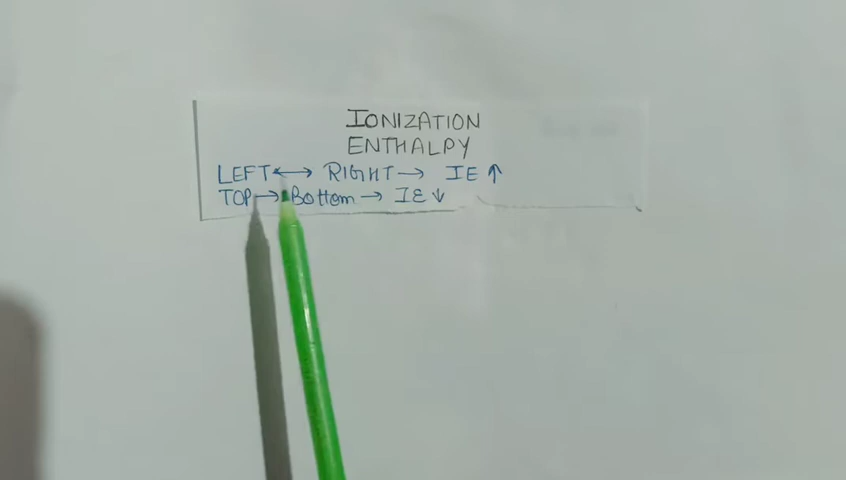 IONIZATION
ENTHALPY
LEFT ↔ RIGHT → IE ↑
TOP → Bottom → IE ↓